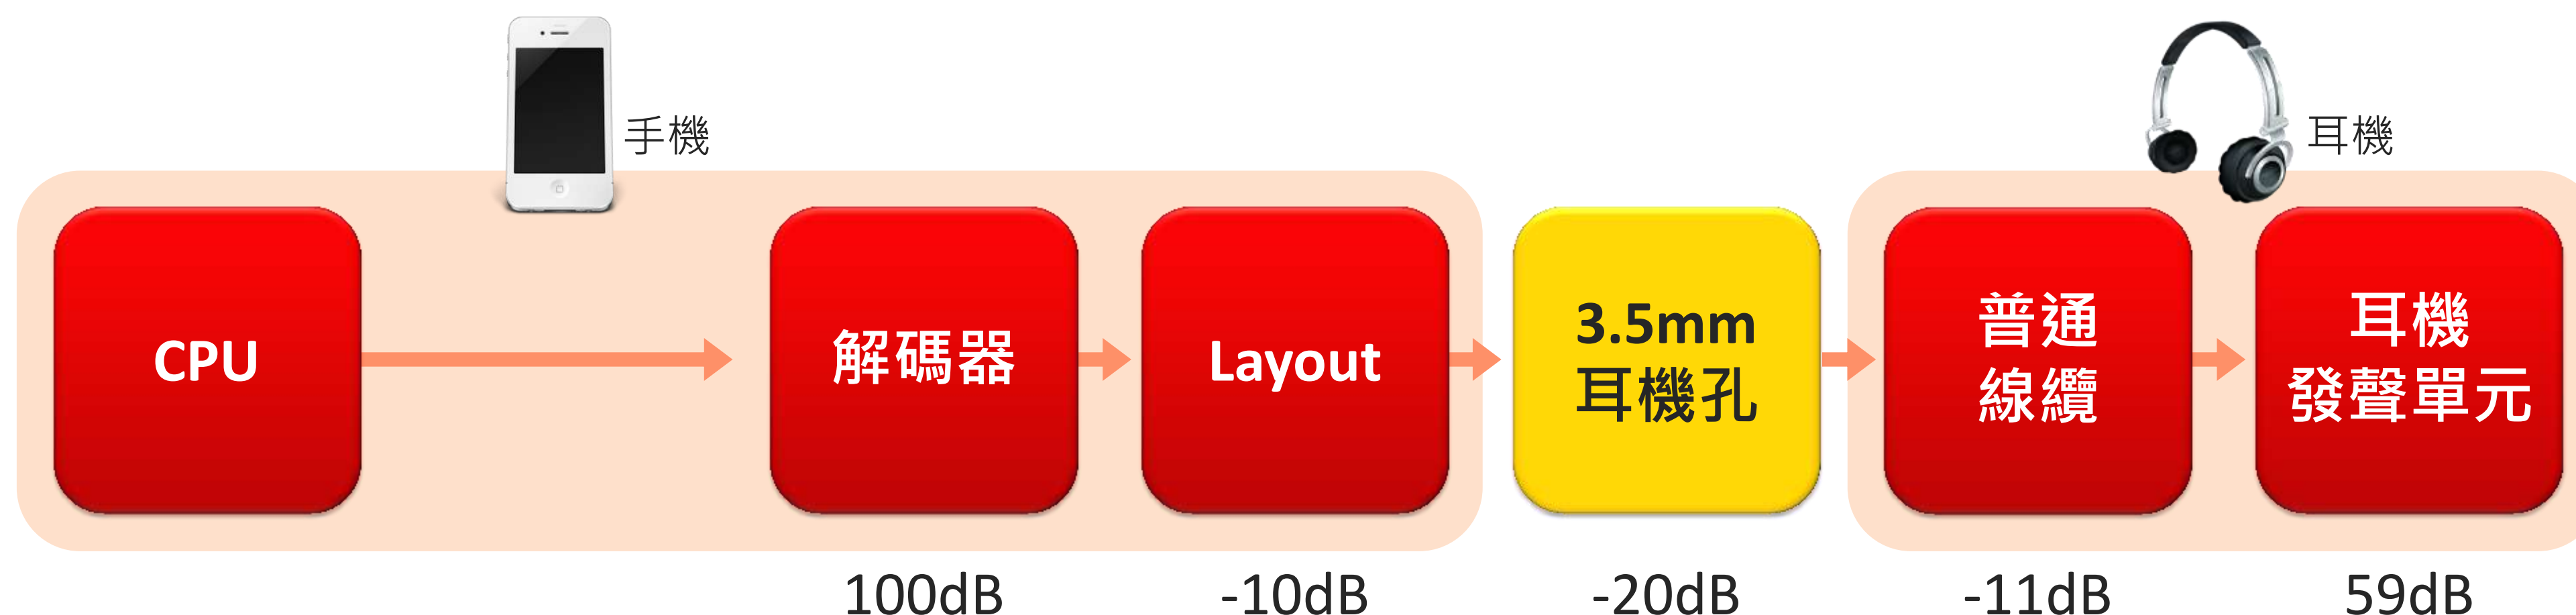 手機
耳機
CPU
解碼器
Layout
3.5mm
耳機孔
普通
線纜
耳機
發聲單元
100dB
-10dB
-20dB
-11dB
59dB